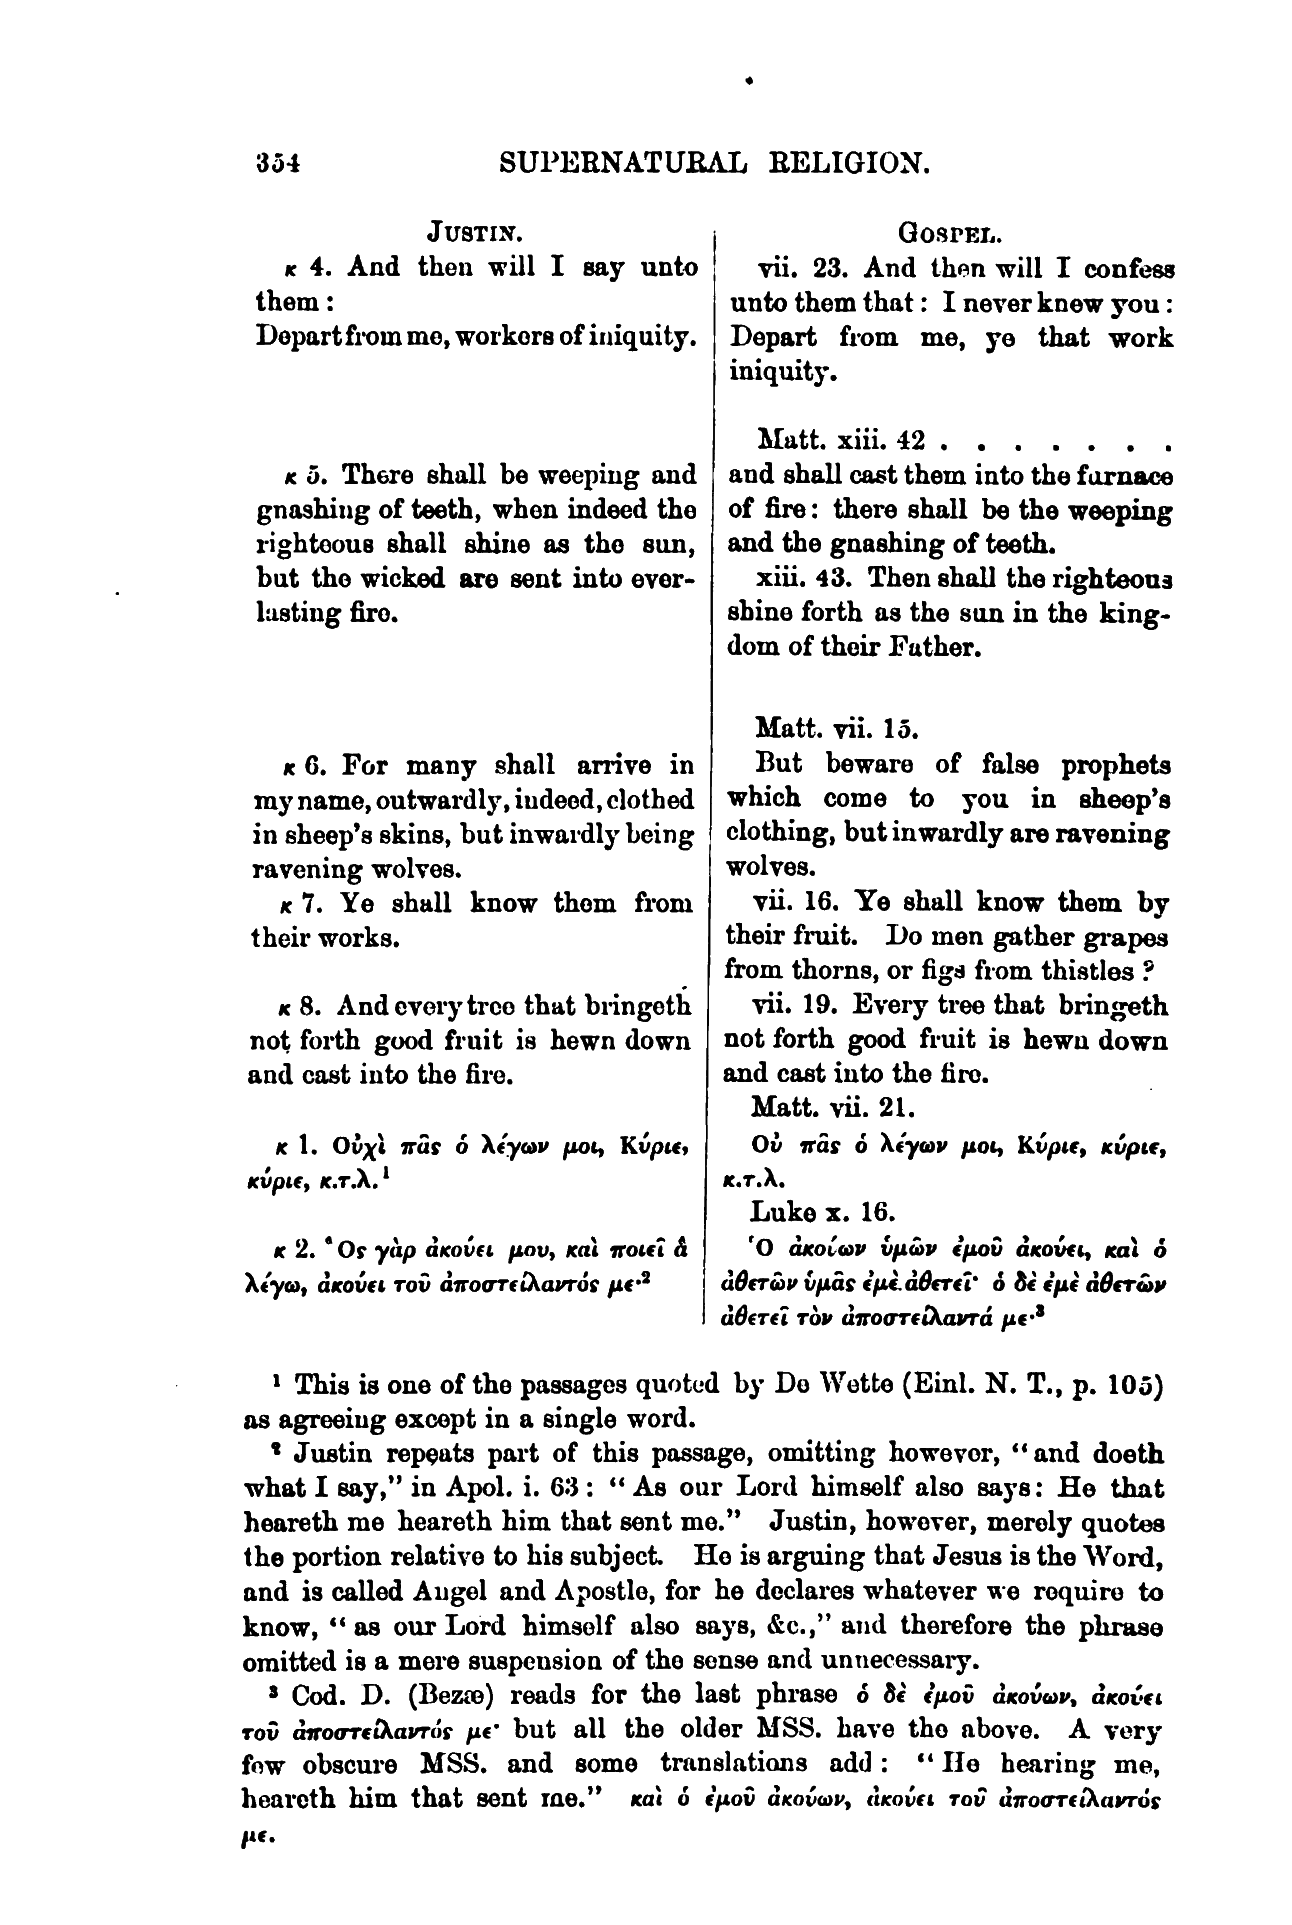 354 SUPERNATURAL RELIGION.
JUSTIN.
κ 4. And then will I say unto
them :
Depart from me, workers of iniquity.
κ 5. There shall be weeping and
gnashing of teeth, when indeed the
righteous shall shine as the sun,
but the wicked are sent into ever-
lasting fire.
κ 6. For many shall arrive in
my name, outwardly, indeed, clothed
in sheep's skins, but inwardly being
ravening wolves.
κ 7. Ye shall know them from
their works.
κ 8. And every tree that bringeth
not forth good fruit is hewn down
and cast into the fire.
κ 1. Οὐχὶ πᾶς ὁ λέγων μοι, Κύριε,
κύριε, κ.τ.λ.¹
κ 2. Ὃς γὰρ ἀκούει μου, καὶ ποιεῖ ἃ
λέγω, ἀκούει τοῦ ἀποστείλαντός με·²
GOSPEL.
vii. 23. And then will I confess
unto them that : I never knew you :
Depart from me, ye that work
iniquity.
Matt. xiii. 42 . . . . . . .
and shall cast them into the furnace
of fire : there shall be the weeping
and the gnashing of teeth.
xiii. 43. Then shall the righteous
shine forth as the sun in the king-
dom of their Father.
Matt. vii. 15.
But beware of false prophets
which come to you in sheep's
clothing, but inwardly are ravening
wolves.
vii. 16. Ye shall know them by
their fruit. Do men gather grapes
from thorns, or figs from thistles ?
vii. 19. Every tree that bringeth
not forth good fruit is hewn down
and cast into the fire.
Matt. vii. 21.
Οὐ πᾶς ὁ λέγων μοι, Κύριε, κύριε,
κ.τ.λ.
Luke x. 16.
Ὁ ἀκούων ὑμῶν ἐμοῦ ἀκούει, καὶ ὁ
ἀθετῶν ὑμᾶς ἐμὲ ἀθετεῖ· ὁ δὲ ἐμὲ ἀθετῶν
ἀθετεῖ τὸν ἀποστείλαντά με·³
¹ This is one of the passages quoted by De Wette (Einl. N. T., p. 105)
as agreeing except in a single word.
² Justin repeats part of this passage, omitting however, "and doeth
what I say," in Apol. i. 63 : "As our Lord himself also says: He that
heareth me heareth him that sent me." Justin, however, merely quotes
the portion relative to his subject. He is arguing that Jesus is the Word,
and is called Angel and Apostle, for he declares whatever we require to
know, "as our Lord himself also says, &c.," and therefore the phrase
omitted is a mere suspension of the sense and unnecessary.
³ Cod. D. (Bezæ) reads for the last phrase ὁ δὲ ἐμοῦ ἀκούων, ἀκούει
τοῦ ἀποστείλαντός με· but all the older MSS. have the above. A very
few obscure MSS. and some translations add : "He hearing me,
heareth him that sent me." καὶ ὁ ἐμοῦ ἀκούων, ἀκούει τοῦ ἀποστείλαντός
με.